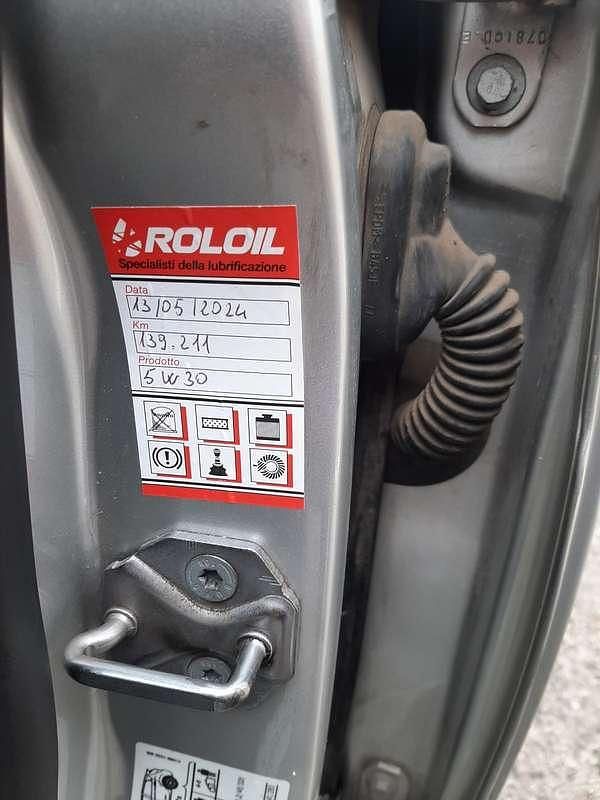 ROLOIL
Specialisti della lubrificazione
Data
13/05/2024
Km
139.211
Prodotto
5W30